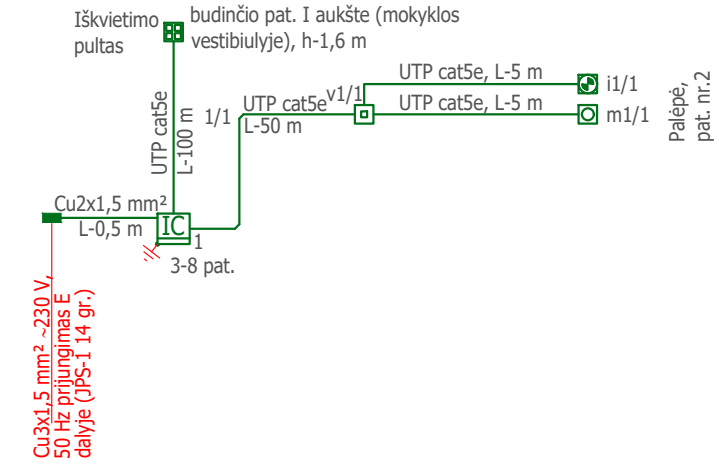 Iškvietimo
pultas
budinčio pat. I aukšte (mokyklos
vestibiulyje), h-1,6 m
UTP cat5e
L-100 m
1/1
UTP cat5e
L-50 m
v1/1
UTP cat5e, L-5 m
i1/1
UTP cat5e, L-5 m
m1/1
Palėpė,
pat. nr.2
Cu2x1,5 mm²
L-0,5 m
IC
1
3-8 pat.
Cu3x1,5 mm² ~230 V,
50 Hz prijungimas E
dalyje (JPS-1 14 gr.)